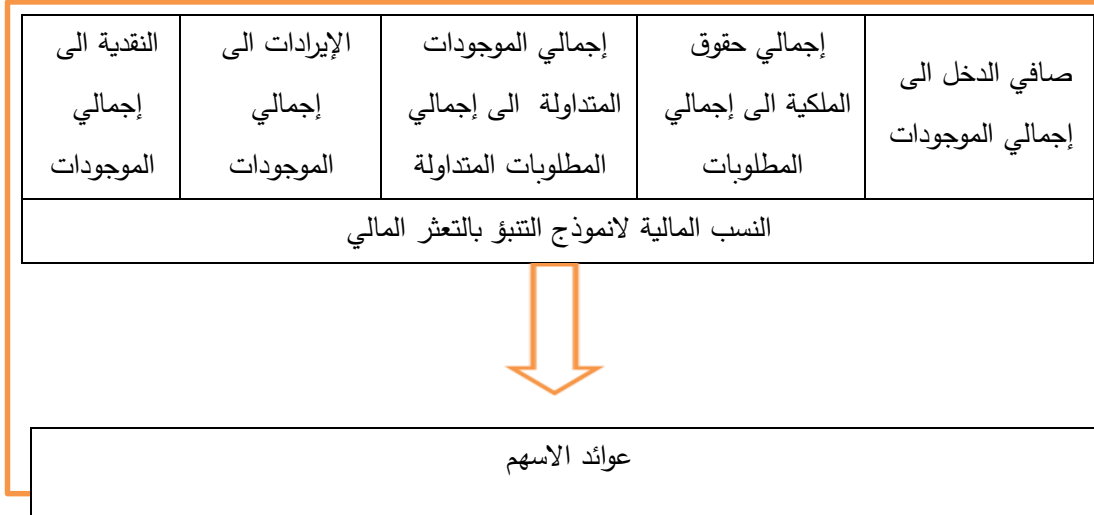 صافي الدخل الى
إجمالي الموجودات
إجمالي حقوق
الملكية الى إجمالي
المطلوبات
إجمالي الموجودات
المتداولة الى إجمالي
المطلوبات المتداولة
الإيرادات الى
إجمالي
الموجودات
النقدية الى
إجمالي
الموجودات
النسب المالية لانموذج التنبؤ بالتعثر المالي
عوائد الاسهم